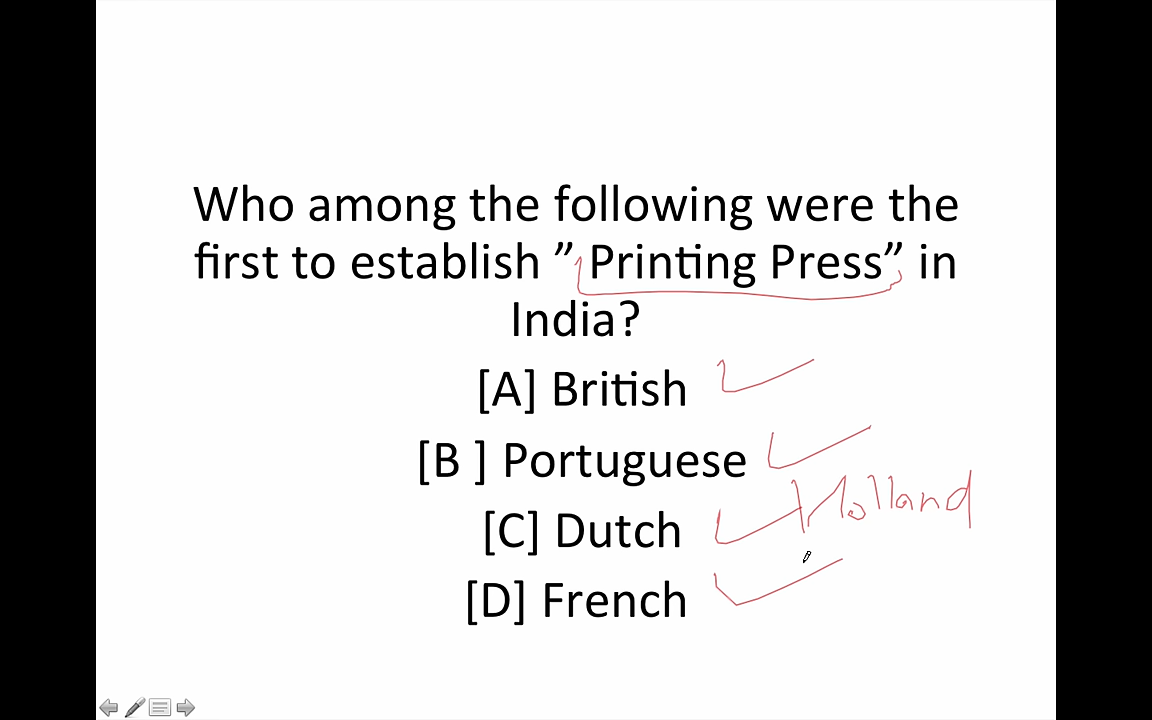 Who among the following were the
first to establish ” Printing Press” in
India?
[A] British
[B ] Portuguese
Holland
[C] Dutch
[D] French